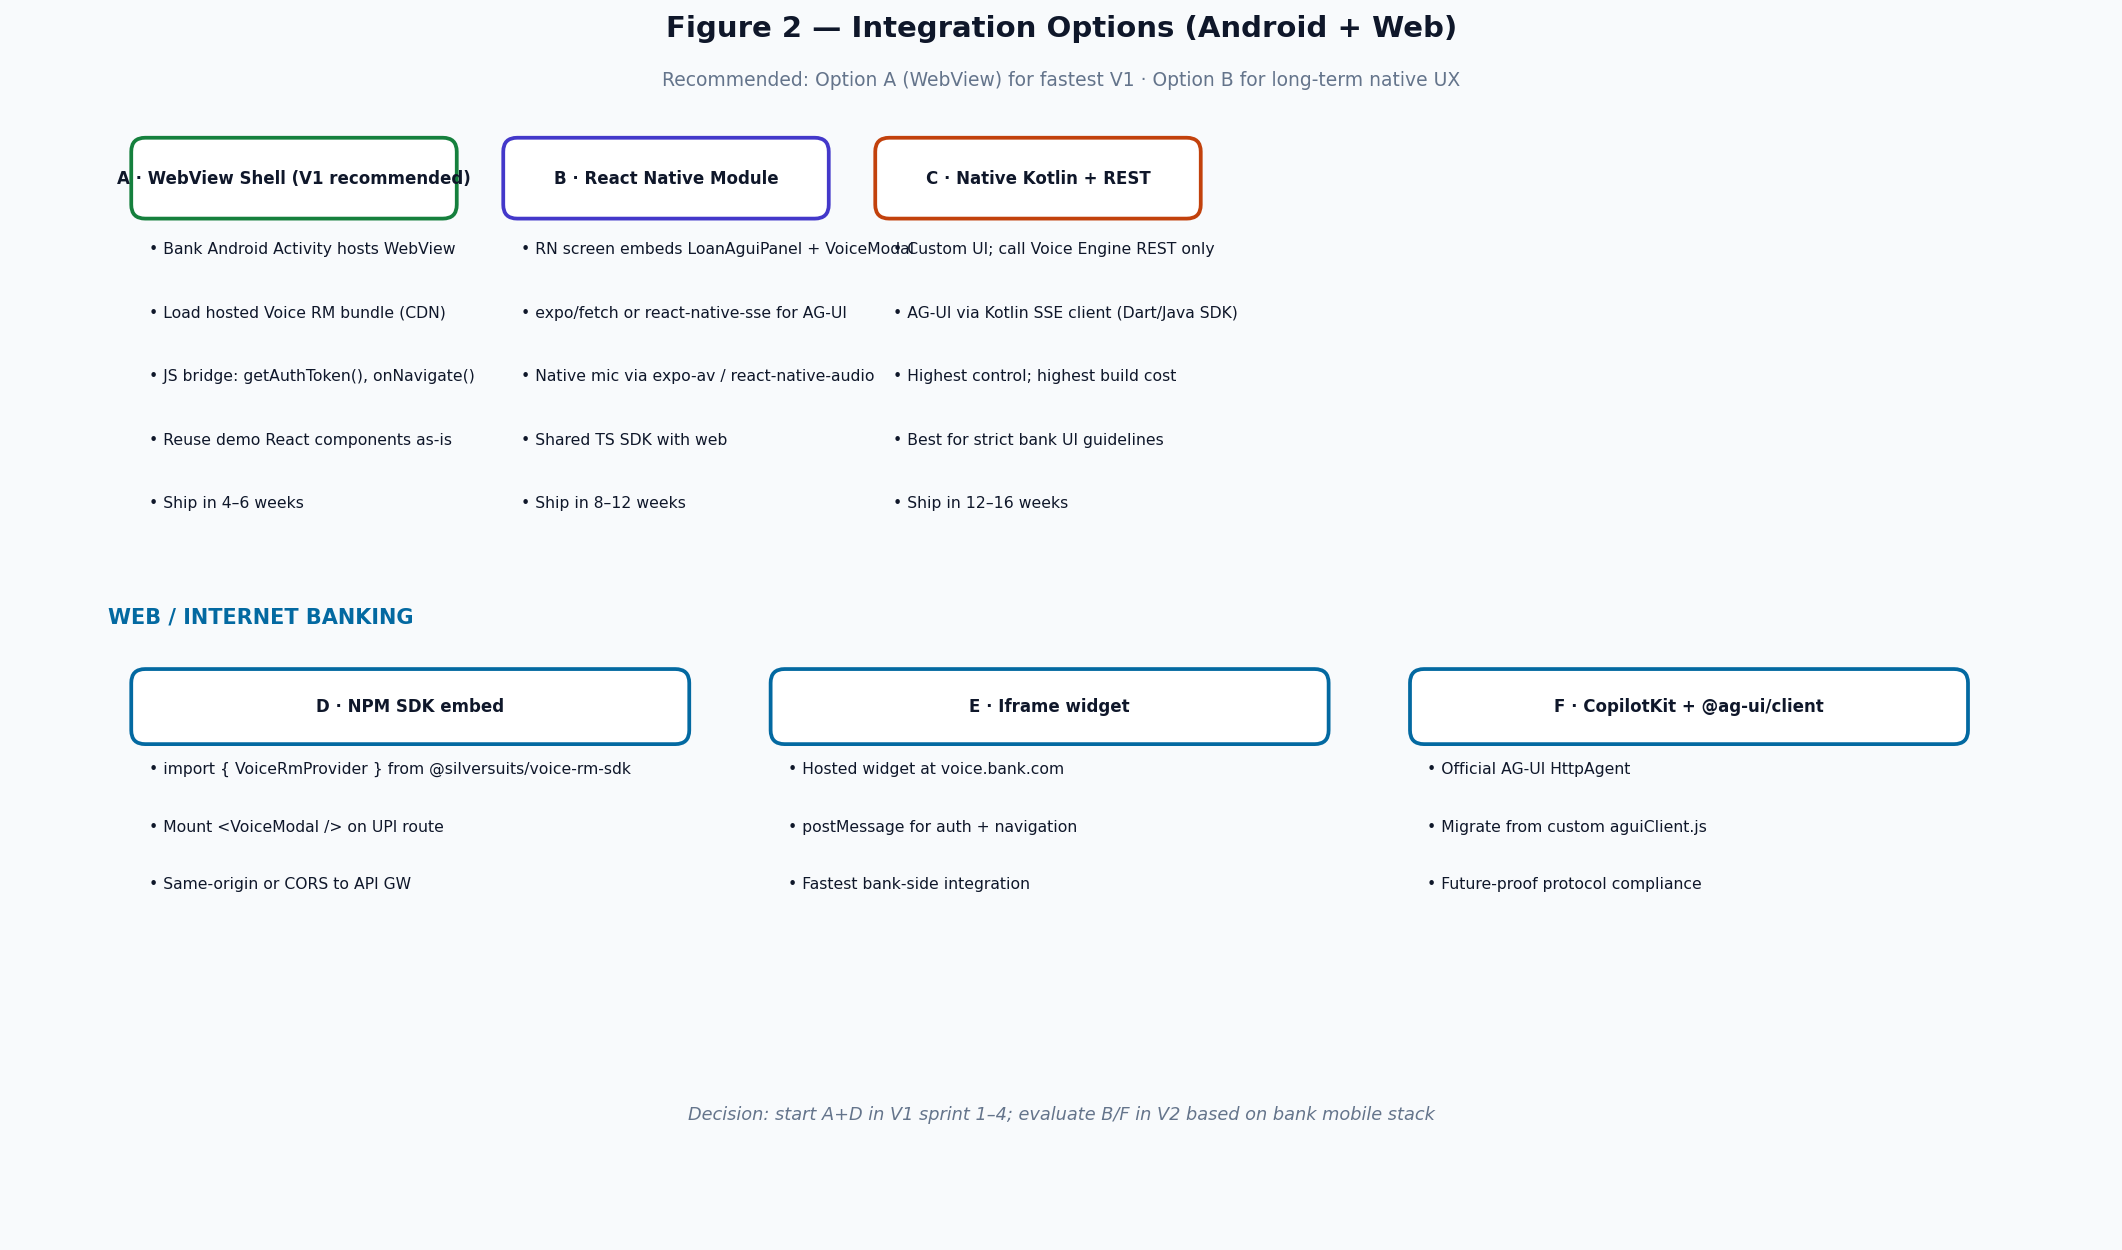 Figure 2 — Integration Options (Android + Web)
Recommended: Option A (WebView) for fastest V1 · Option B for long-term native UX
A · WebView Shell (V1 recommended)
• Bank Android Activity hosts WebView
• Load hosted Voice RM bundle (CDN)
• JS bridge: getAuthToken(), onNavigate()
• Reuse demo React components as-is
• Ship in 4–6 weeks
B · React Native Module
• RN screen embeds LoanAguiPanel + VoiceModal
• expo/fetch or react-native-sse for AG-UI
• Native mic via expo-av / react-native-audio
• Shared TS SDK with web
• Ship in 8–12 weeks
C · Native Kotlin + REST
• Custom UI; call Voice Engine REST only
• AG-UI via Kotlin SSE client (Dart/Java SDK)
• Highest control; highest build cost
• Best for strict bank UI guidelines
• Ship in 12–16 weeks
WEB / INTERNET BANKING
D · NPM SDK embed
• import { VoiceRmProvider } from @silversuits/voice-rm-sdk
• Mount <VoiceModal /> on UPI route
• Same-origin or CORS to API GW
E · Iframe widget
• Hosted widget at voice.bank.com
• postMessage for auth + navigation
• Fastest bank-side integration
F · CopilotKit + @ag-ui/client
• Official AG-UI HttpAgent
• Migrate from custom aguiClient.js
• Future-proof protocol compliance
Decision: start A+D in V1 sprint 1–4; evaluate B/F in V2 based on bank mobile stack